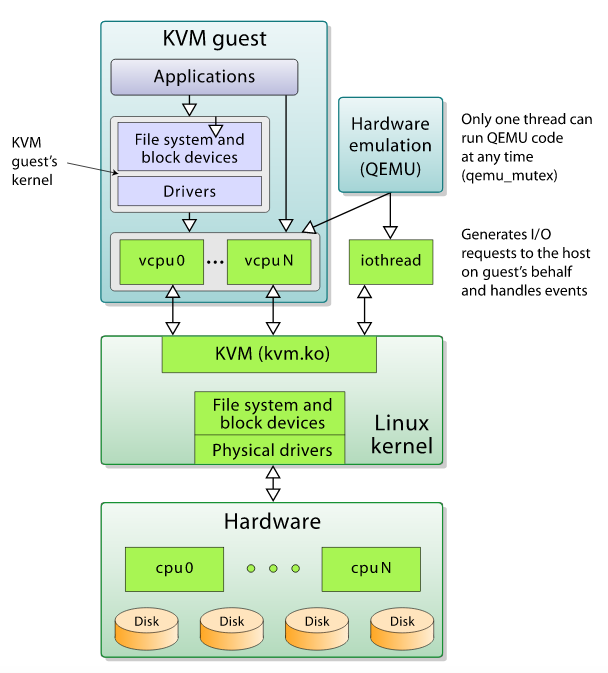 KVM guest
Applications
KVM
guest's
kernel
File system and
block devices
Drivers
Hardware
emulation
(QEMU)
Only one thread can
run QEMU code
at any time
(qemu_mutex)
vcpu0
...
vcpuN
iothread
Generates I/O
requests to the host
on guest's behalf
and handles events
KVM (kvm.ko)
File system and
block devices
Physical drivers
Linux
kernel
Hardware
cpu0
cpuN
Disk
Disk
Disk
Disk